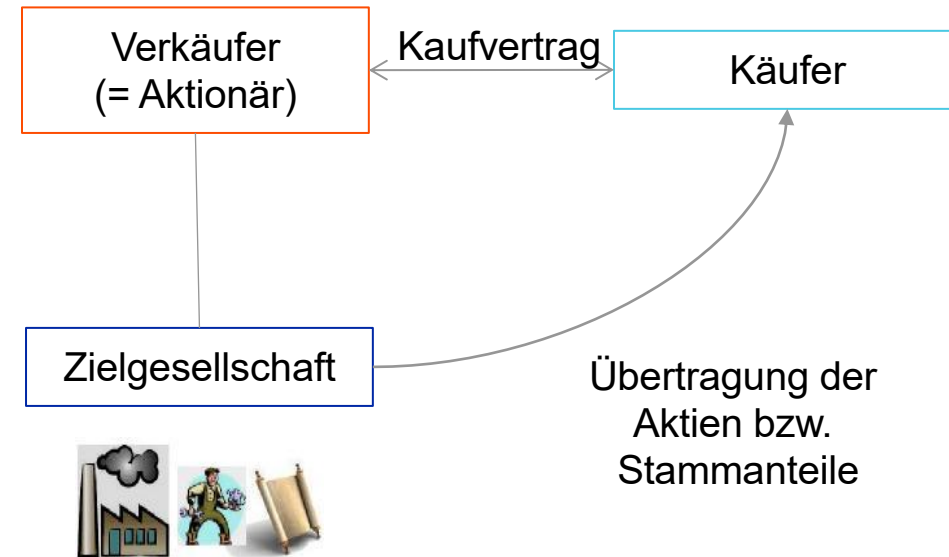 Verkäufer
(= Aktionär)
Kaufvertrag
Käufer
Zielgesellschaft
Übertragung der
Aktien bzw.
Stammanteile